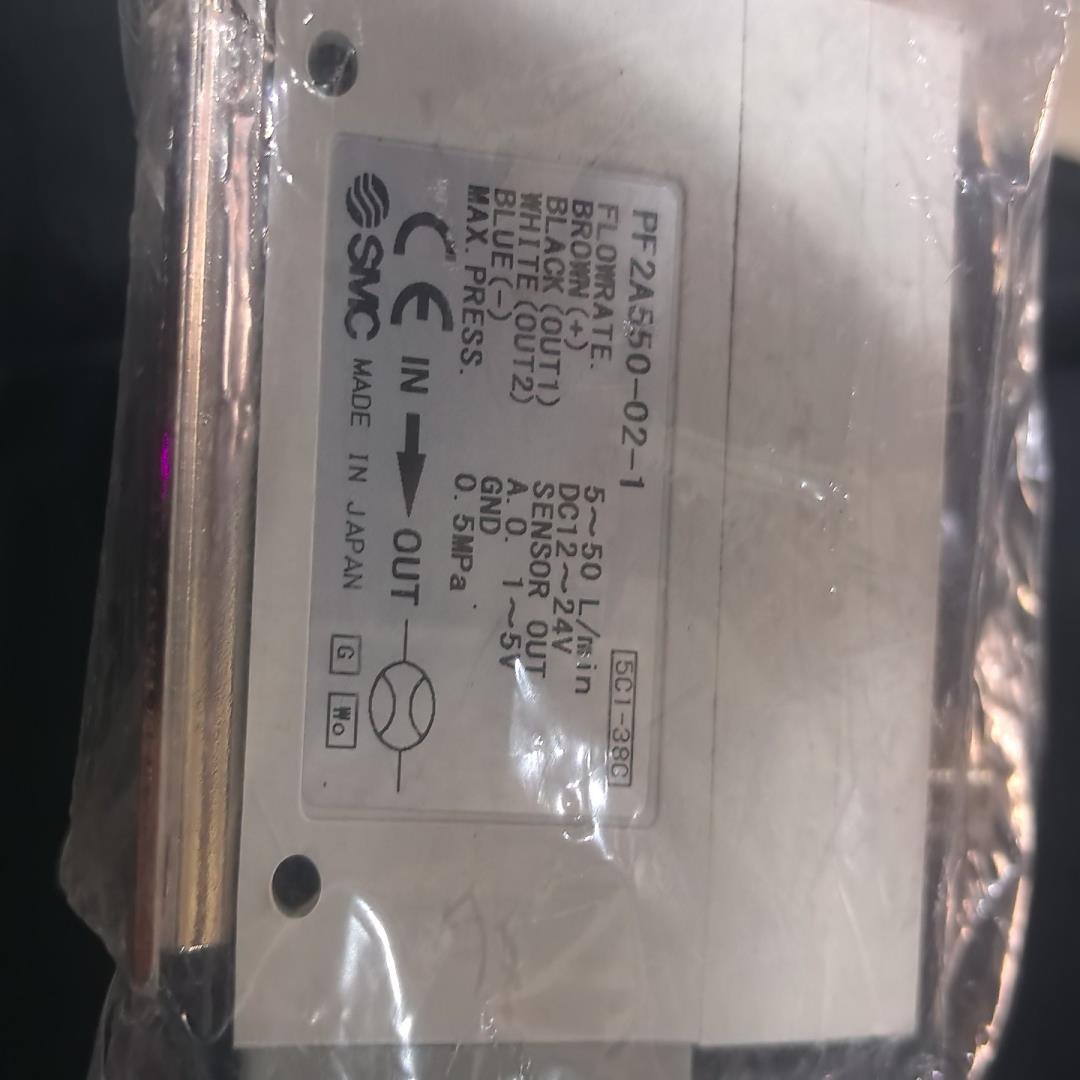 PF2A550-02-1
5C1-38C
FLOWRATE. 5~50 L/min
BROWN(+) DC12~24V
BLACK(OUT1) SENSOR OUT
WHITE(OUT2) A.O. 1~5V
BLUE(-) GND
MAX. PRESS. 0.5MPa
CE IN OUT
SMC MADE IN JAPAN G Wo